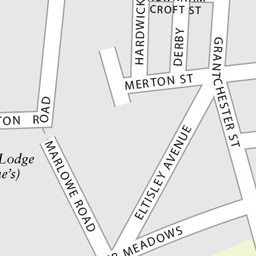 CROFT ST
HARDWICK
DERBY
MERTON ST
GRANTCHESTER ST
TON ROAD
Lodge
e's)
MARLOWE ROAD
ELTISLEY AVENUE
MEADOWS